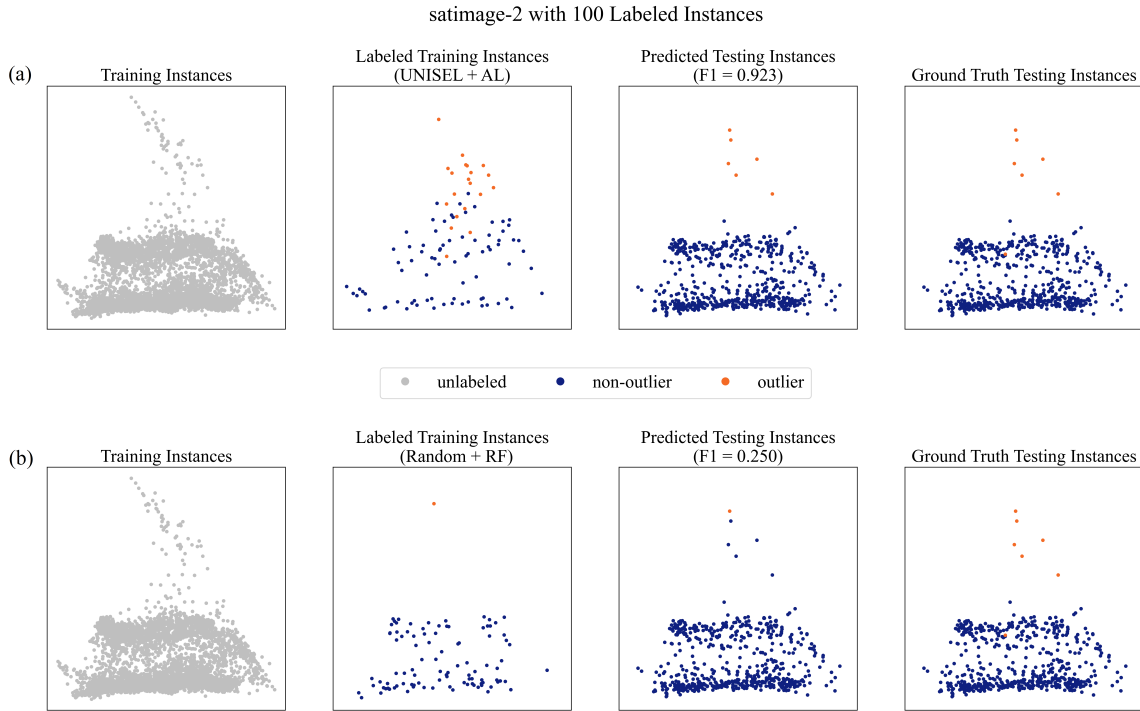 satimage-2 with 100 Labeled Instances
(a)
Training Instances
Labeled Training Instances
(UNISEL + AL)
Predicted Testing Instances
(F1 = 0.923)
Ground Truth Testing Instances
unlabeled
non-outlier
outlier
(b)
Training Instances
Labeled Training Instances
(Random + RF)
Predicted Testing Instances
(F1 = 0.250)
Ground Truth Testing Instances